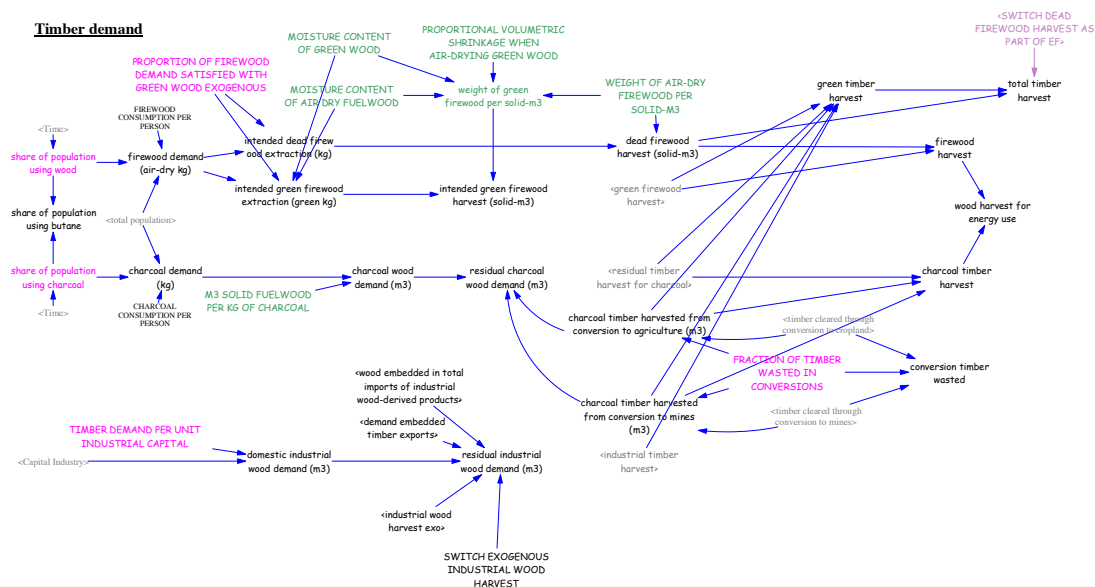 Timber demand
<SWITCH DEAD
FIREWOOD HARVEST AS
PART OF EF>
MOISTURE CONTENT
OF GREEN WOOD
PROPORTIONAL VOLUMETRIC
SHRINKAGE WHEN
AIR-DRYING GREEN WOOD
PROPORTION OF FIREWOOD
DEMAND SATISFIED WITH
GREEN WOOD EXOGENOUS
MOISTURE CONTENT
OF AIR DRY FUELWOOD
weight of green
firewood per solid-m3
WEIGHT OF AIR-DRY
FIREWOOD PER
SOLID-M3
green timber
harvest
total timber
harvest
FIREWOOD
CONSUMPTION PER
PERSON
<Time>
share of population
using wood
firewood demand
(air-dry kg)
intended dead firew
ood extraction (kg)
dead firewood
harvest (solid-m3)
firewood
harvest
intended green firewood
extraction (green kg)
intended green firewood
harvest (solid-m3)
<green firewood
harvest>
share of population
using butane
<total population>
wood harvest for
energy use
share of population
using charcoal
charcoal demand
(kg)
charcoal wood
demand (m3)
residual charcoal
wood demand (m3)
<residual timber
harvest for charcoal>
charcoal timber
harvest
<Time>
CHARCOAL
CONSUMPTION PER
PERSON
M3 SOLID FUELWOOD
PER KG OF CHARCOAL
charcoal timber harvested from
conversion to agriculture (m3)
<timber cleared through
conversion to cropland>
FRACTION OF TIMBER
WASTED IN
CONVERSIONS
conversion timber
wasted
<wood embedded in total
imports of industrial
wood-derived products>
charcoal timber harvested
from conversion to mines
(m3)
<timber cleared through
conversion to mines>
<demand embedded
timber exports>
TIMBER DEMAND PER UNIT
INDUSTRIAL CAPITAL
<Capital Industry>
domestic industrial
wood demand (m3)
residual industrial
wood demand (m3)
<industrial timber
harvest>
<industrial wood
harvest exo>
SWITCH EXOGENOUS
INDUSTRIAL WOOD
HARVEST